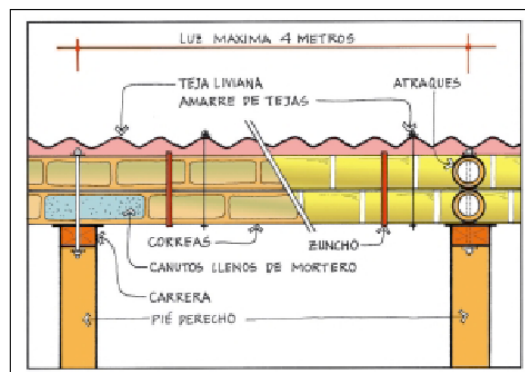 LUZ MAXIMA 4 METROS
TEJA LIVIANA
AMARRE DE TEJAS
ATRAQUES
CORREAS
ZUNCHO
CANUTOS LLENOS DE MORTERO
CARRERA
PIÉ DERECHO